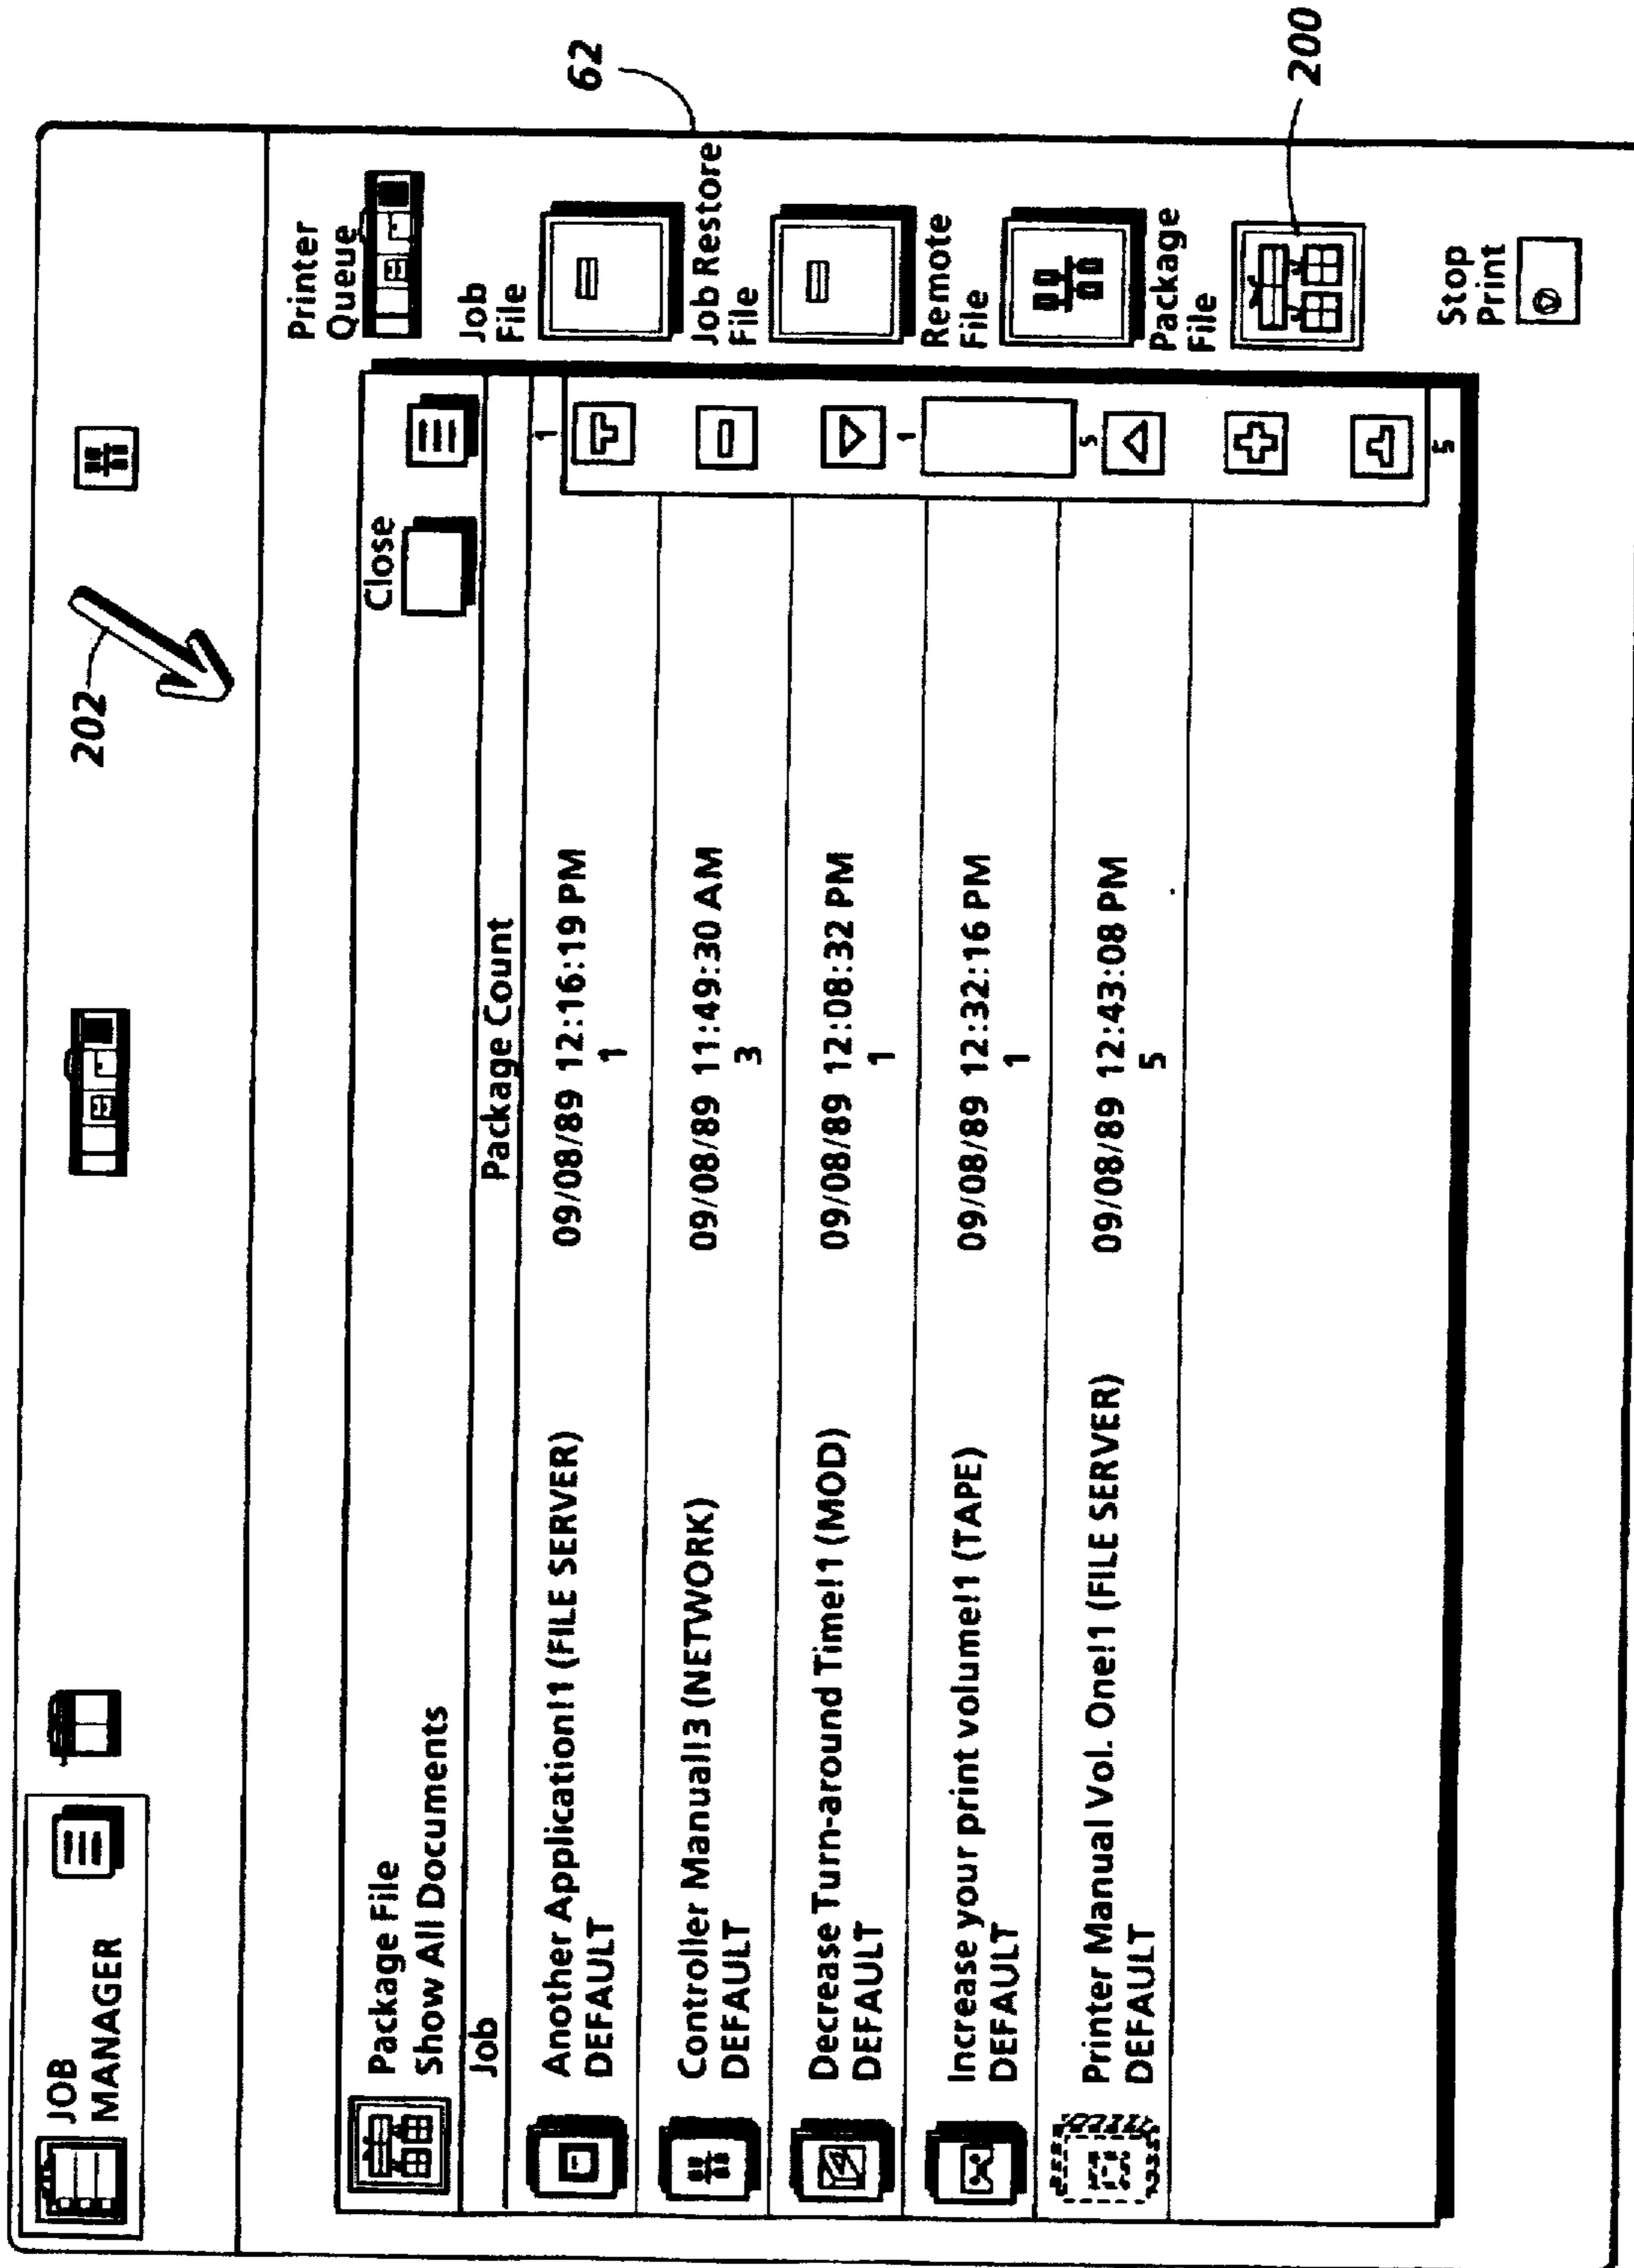 JOB
MANAGER
202
62
Package File
Show All Documents
Close
Job
Package Count
Another Application!1 (FILE SERVER)
09/08/89 12:16:19 PM
DEFAULT
1
Controller Manual!3 (NETWORK)
09/08/89 11:49:30 AM
DEFAULT
3
Decrease Turn-around Time!1 (MOD)
09/08/89 12:08:32 PM
DEFAULT
1
Increase your print volume!1 (TAPE)
09/08/89 12:32:16 PM
DEFAULT
1
Printer Manual Vol. One!1 (FILE SERVER)
09/08/89 12:43:08 PM
DEFAULT
5
1
1
5
5
Printer
Queue
Job
File
Job Restore
File
Remote
File
Package
File
200
Stop
Print